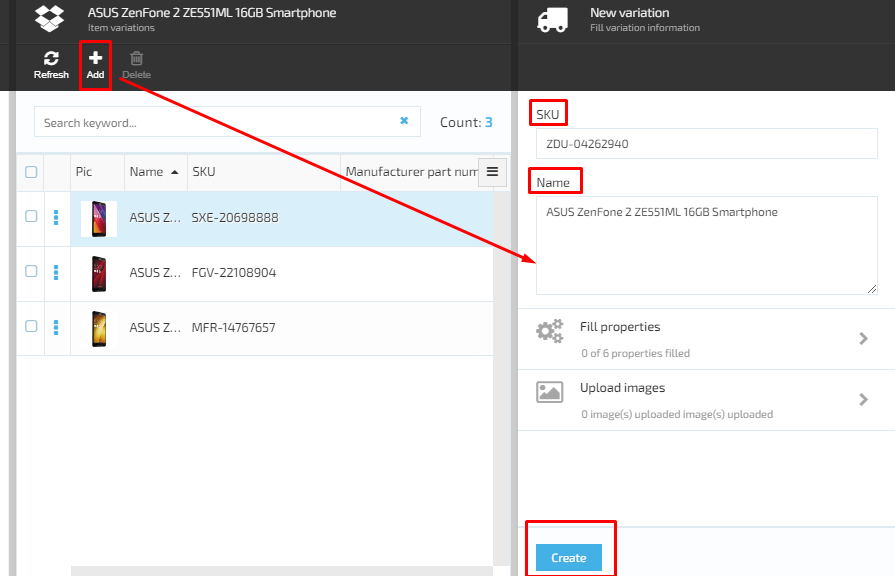 ASUS ZenFone 2 ZE551ML 16GB Smartphone
Item variations
Refresh
Add
Delete
Search keyword...
Count: 3
Pic Name SKU Manufacturer part num
ASUS Z... SXE-20698888
ASUS Z... FGV-22108904
ASUS Z... MFR-14767657
New variation
Fill variation information
SKU
ZDU-04262940
Name
ASUS ZenFone 2 ZE551ML 16GB Smartphone
Fill properties
0 of 6 properties filled
Upload images
0 image(s) uploaded image(s) uploaded
Create